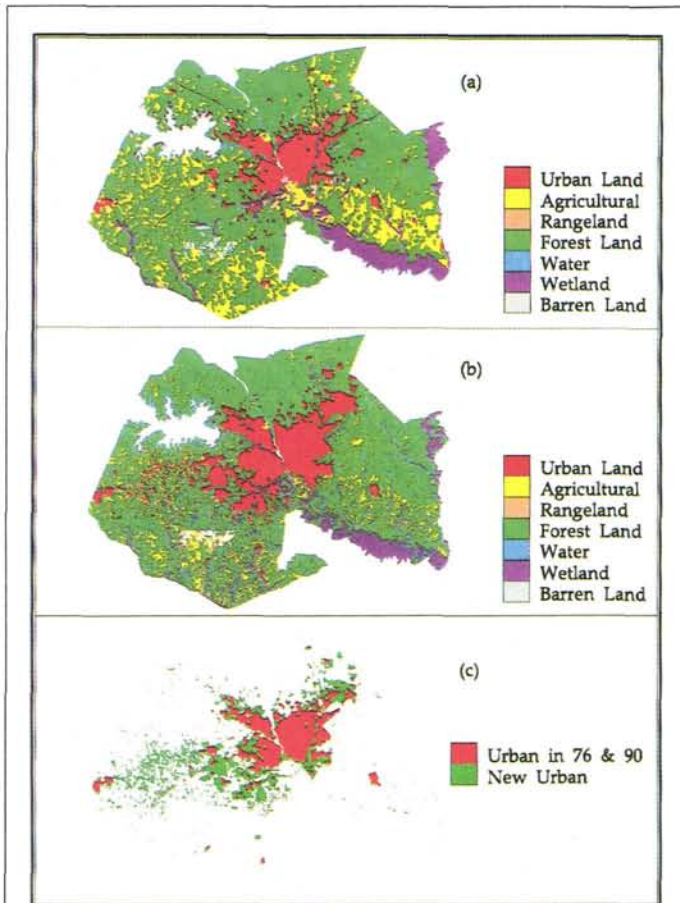 (a)
Urban Land
Agricultural
Rangeland
Forest Land
Water
Wetland
Barren Land
(b)
Urban Land
Agricultural
Rangeland
Forest Land
Water
Wetland
Barren Land
(c)
Urban in 76 & 90
New Urban